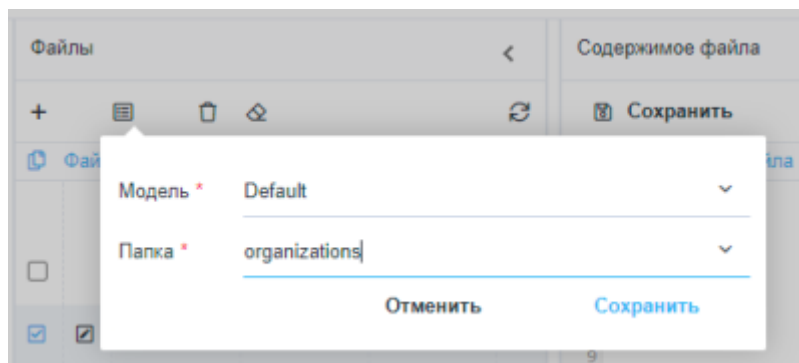 Файлы
Содержимое файла
Сохранить
Фай
йла
Модель * Default
Папка * organizations
Отменить Сохранить
9